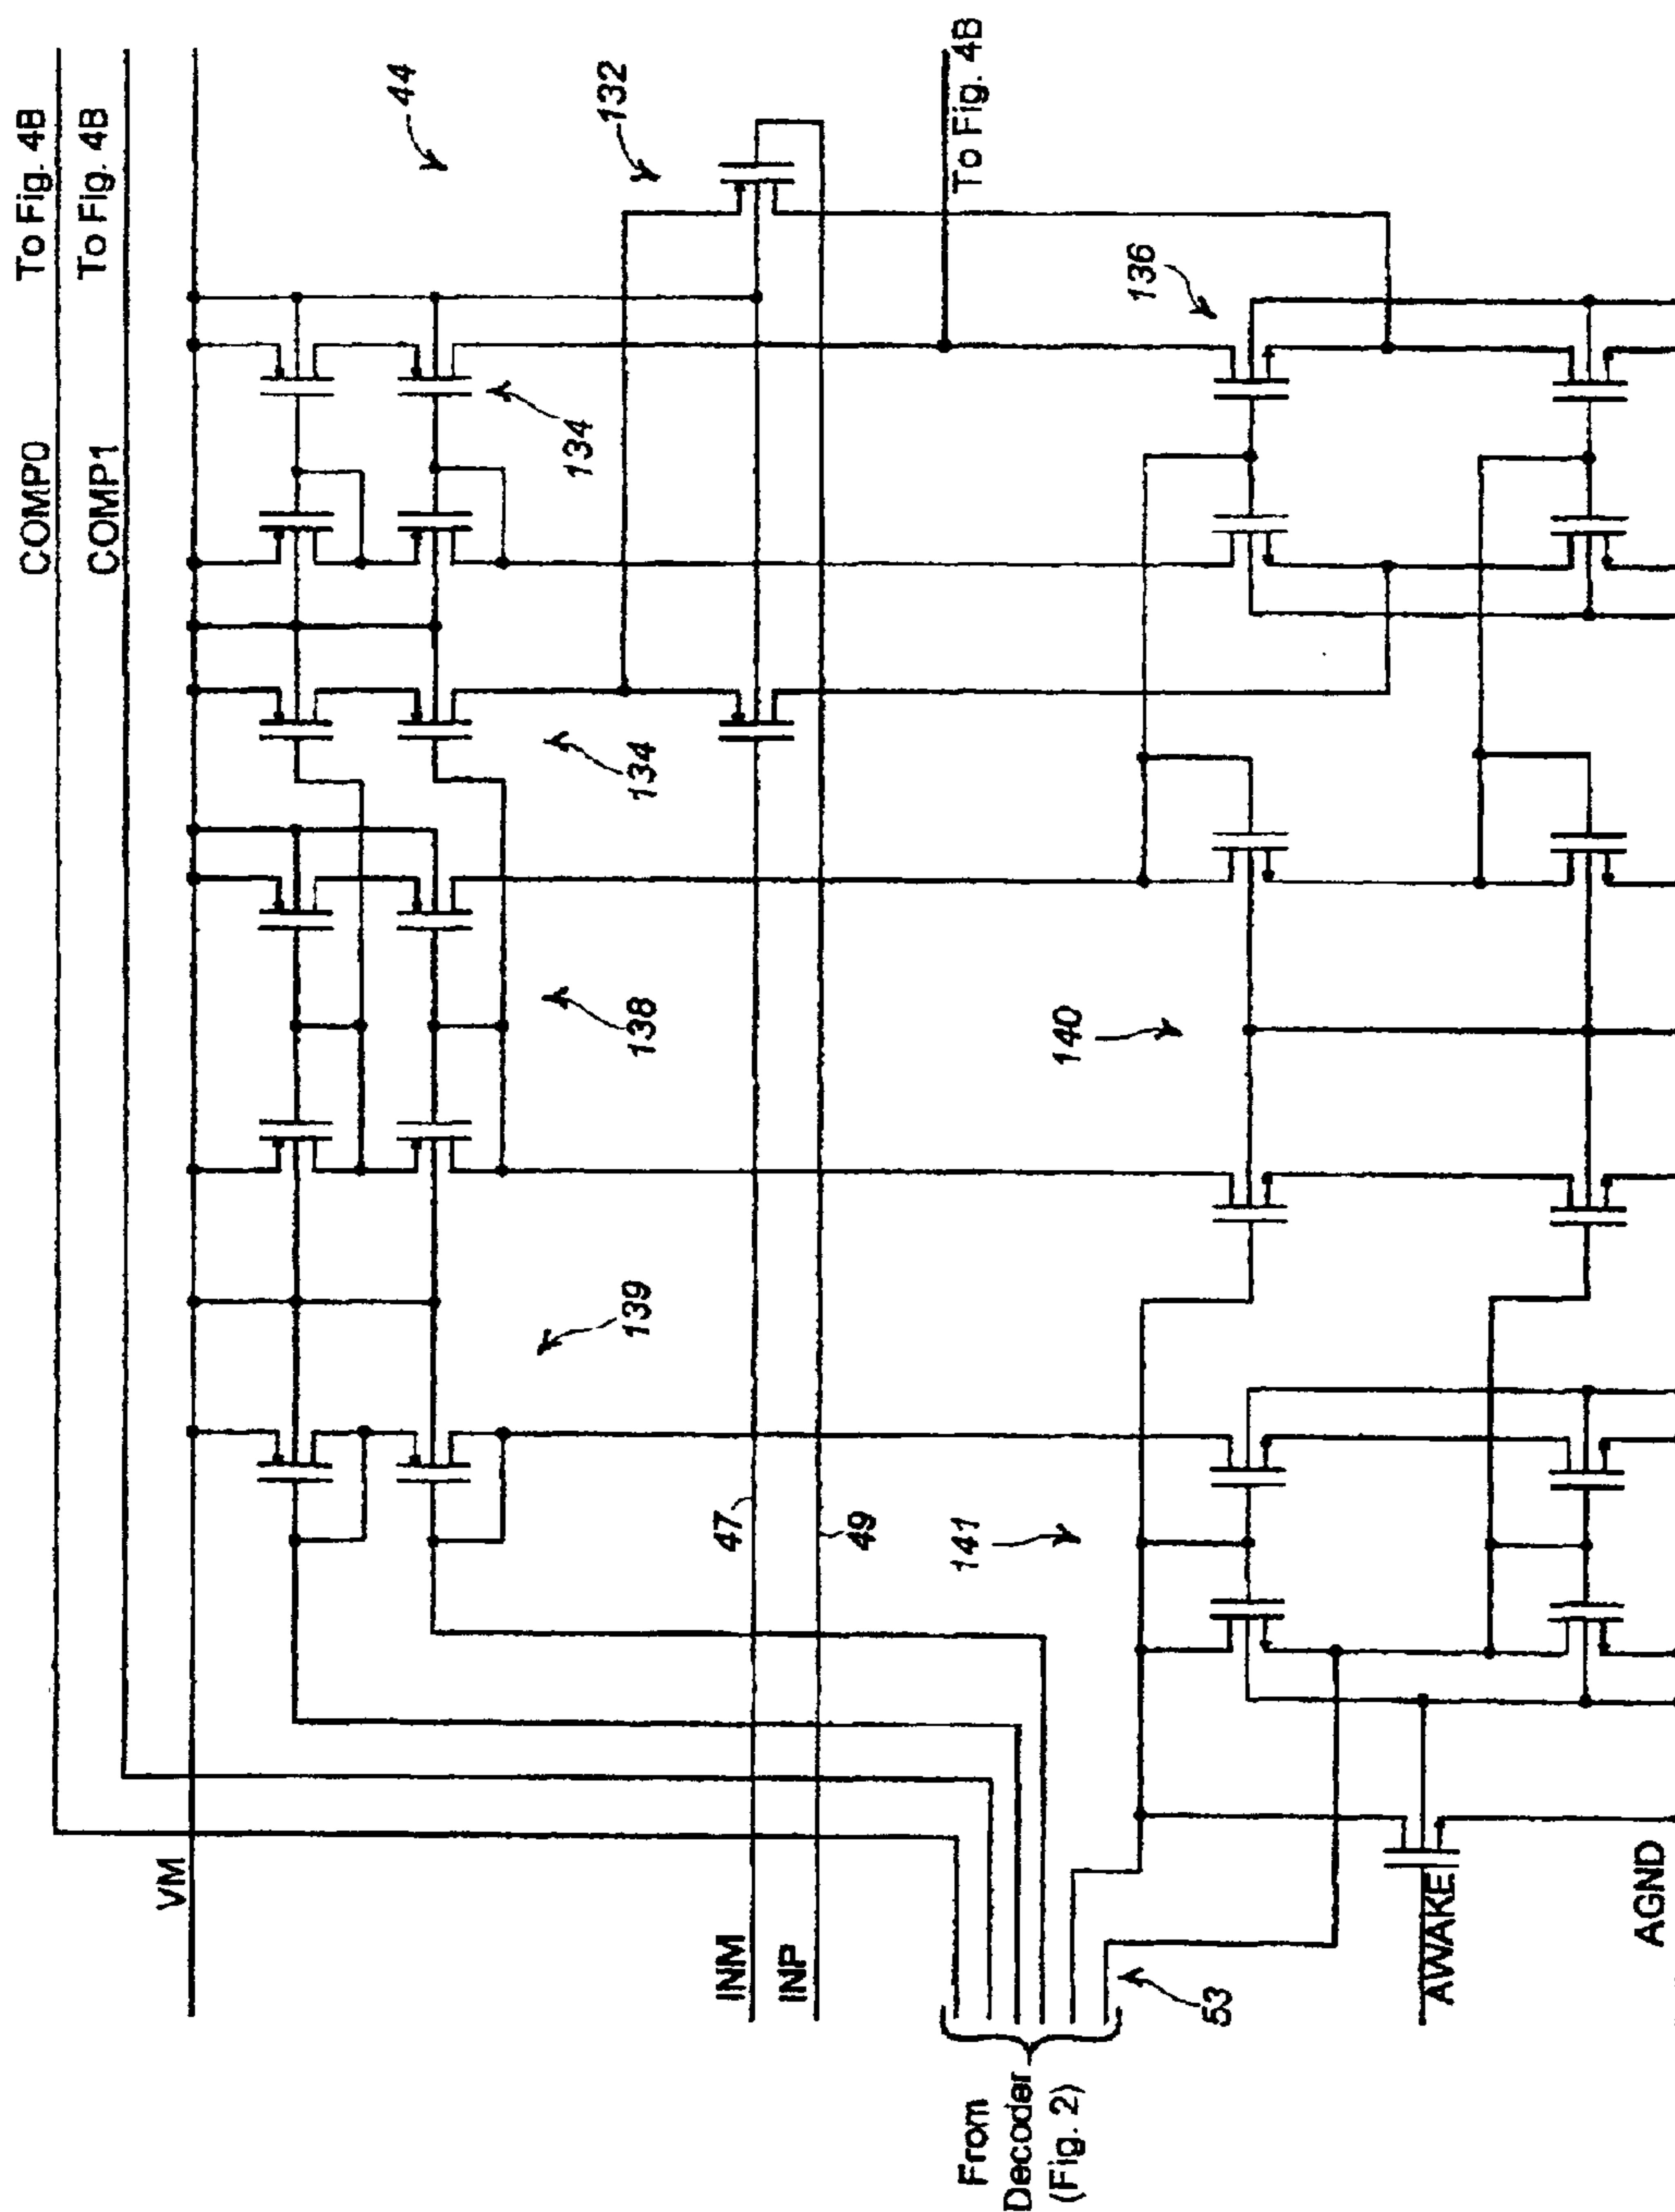 COMP0 To Fig. 4B
COMP1 To Fig. 4B
VM
44
132
134
134
138
139
INM
47
INP
49
To Fig. 4B
136
140
141
From
Decoder
(Fig. 2)
53
AWAKE
AGND